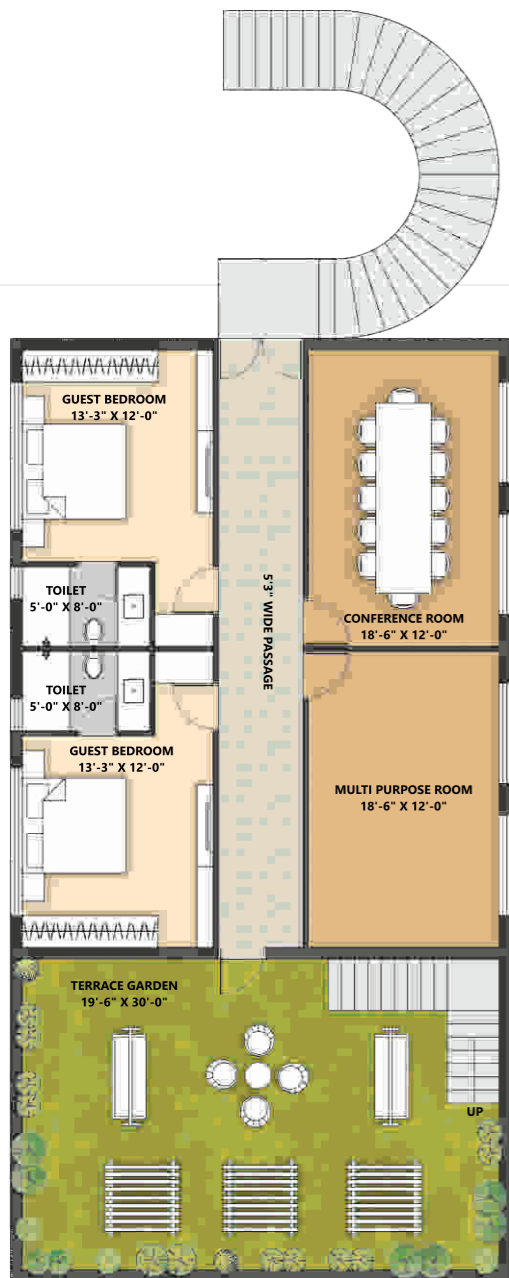 GUEST BEDROOM
13'-3" X 12'-0"
TOILET
5'-0" X 8'-0"
5'3" WIDE PASSAGE
CONFERENCE ROOM
18'-6" X 12'-0"
TOILET
5'-0" X 8'-0"
GUEST BEDROOM
13'-3" X 12'-0"
MULTI PURPOSE ROOM
18'-6" X 12'-0"
TERRACE GARDEN
19'-6" X 30'-0"
UP